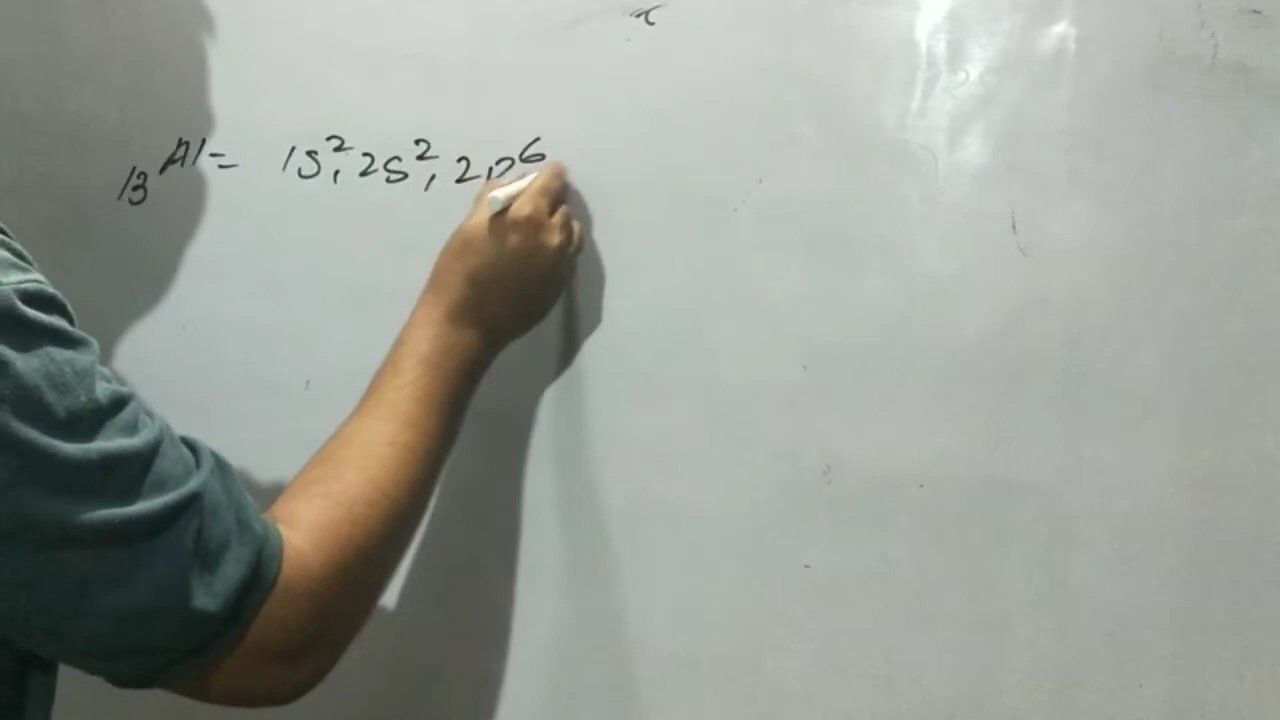 ₁₃Al = 1s², 2s², 2p⁶